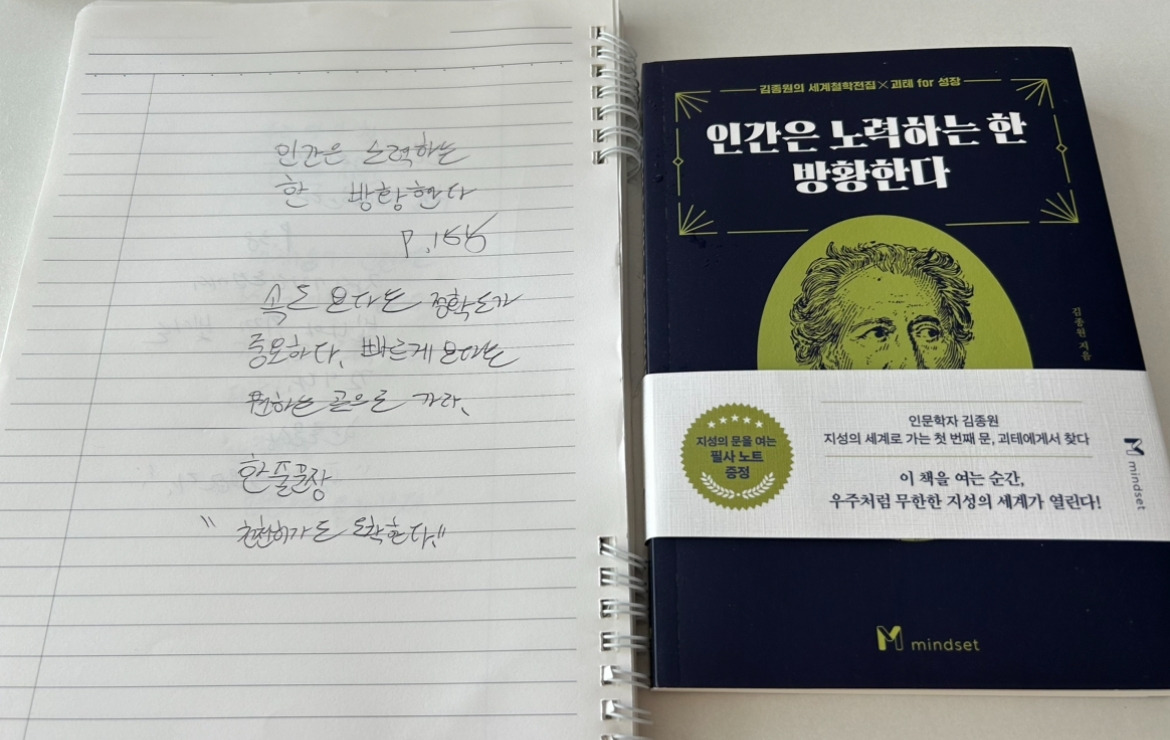 인간은 노력하는
한 방황한다
속도 보다는 정확도가
중요하다. 빠르게 보다는
원하는 곳으로 가라.
한줄문장
"천천히가도 도착한다."
김종원의 세계철학전집×괴테 for 성장
인간은 노력하는 한
방황한다
김종원 지음
지성의 문을 여는
필사 노트
증정
인문학자 김종원
지성의 세계로 가는 첫 번째 문, 괴테에게서 찾다
이 책을 여는 순간,
우주처럼 무한한 지성의 세계가 열린다!
mindset
M mindset